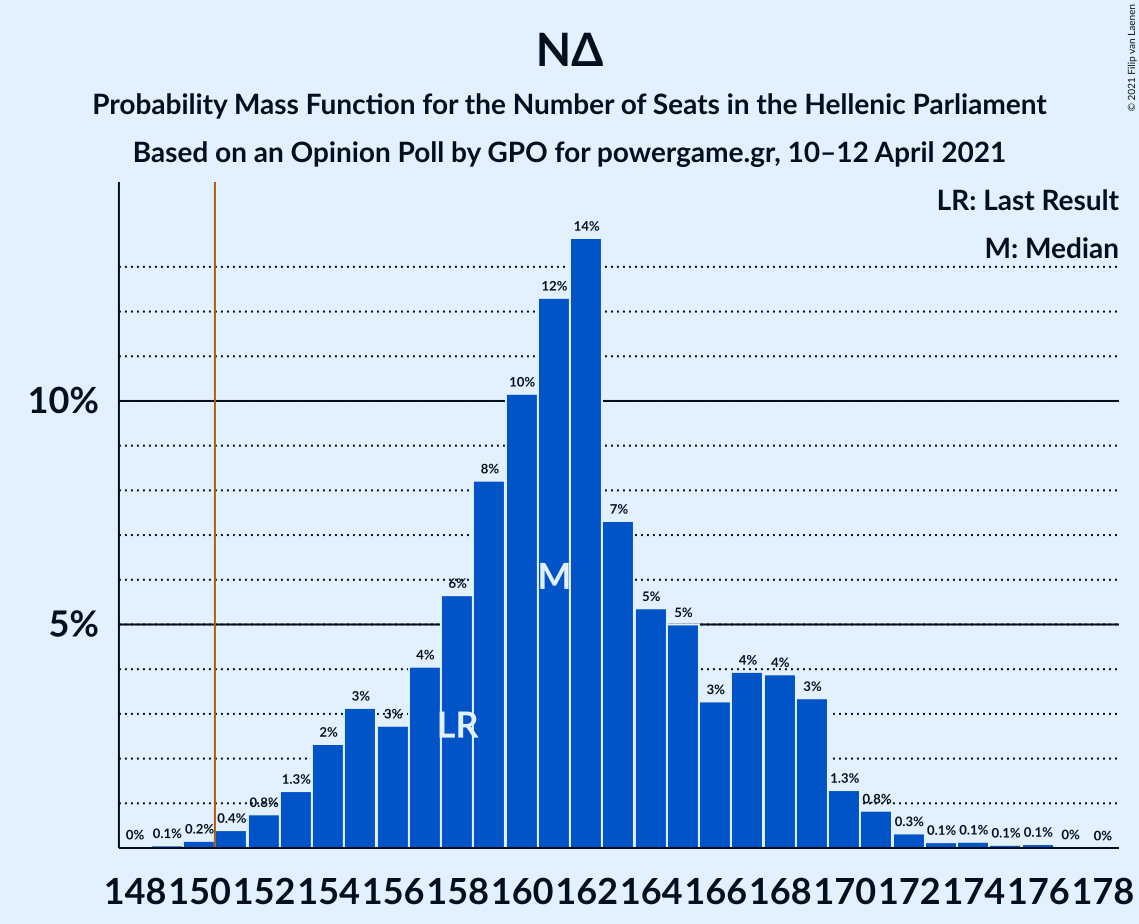 ΝΔ
Probability Mass Function for the Number of Seats in the Hellenic Parliament
Based on an Opinion Poll by GPO for powergame.gr, 10–12 April 2021
© 2021 Filip van Laenen
LR: Last Result
M: Median
10%
5%
0% 0.1% 0.2% 0.4% 0.8% 1.3% 2% 3% 3% 4% 6% 8% 10% 12% 14% 7% 5% 5% 3% 4% 4% 3% 1.3% 0.8% 0.3% 0.1% 0.1% 0.1% 0.1% 0% 0%
M
LR
148 150 152 154 156 158 160 162 164 166 168 170 172 174 176 178